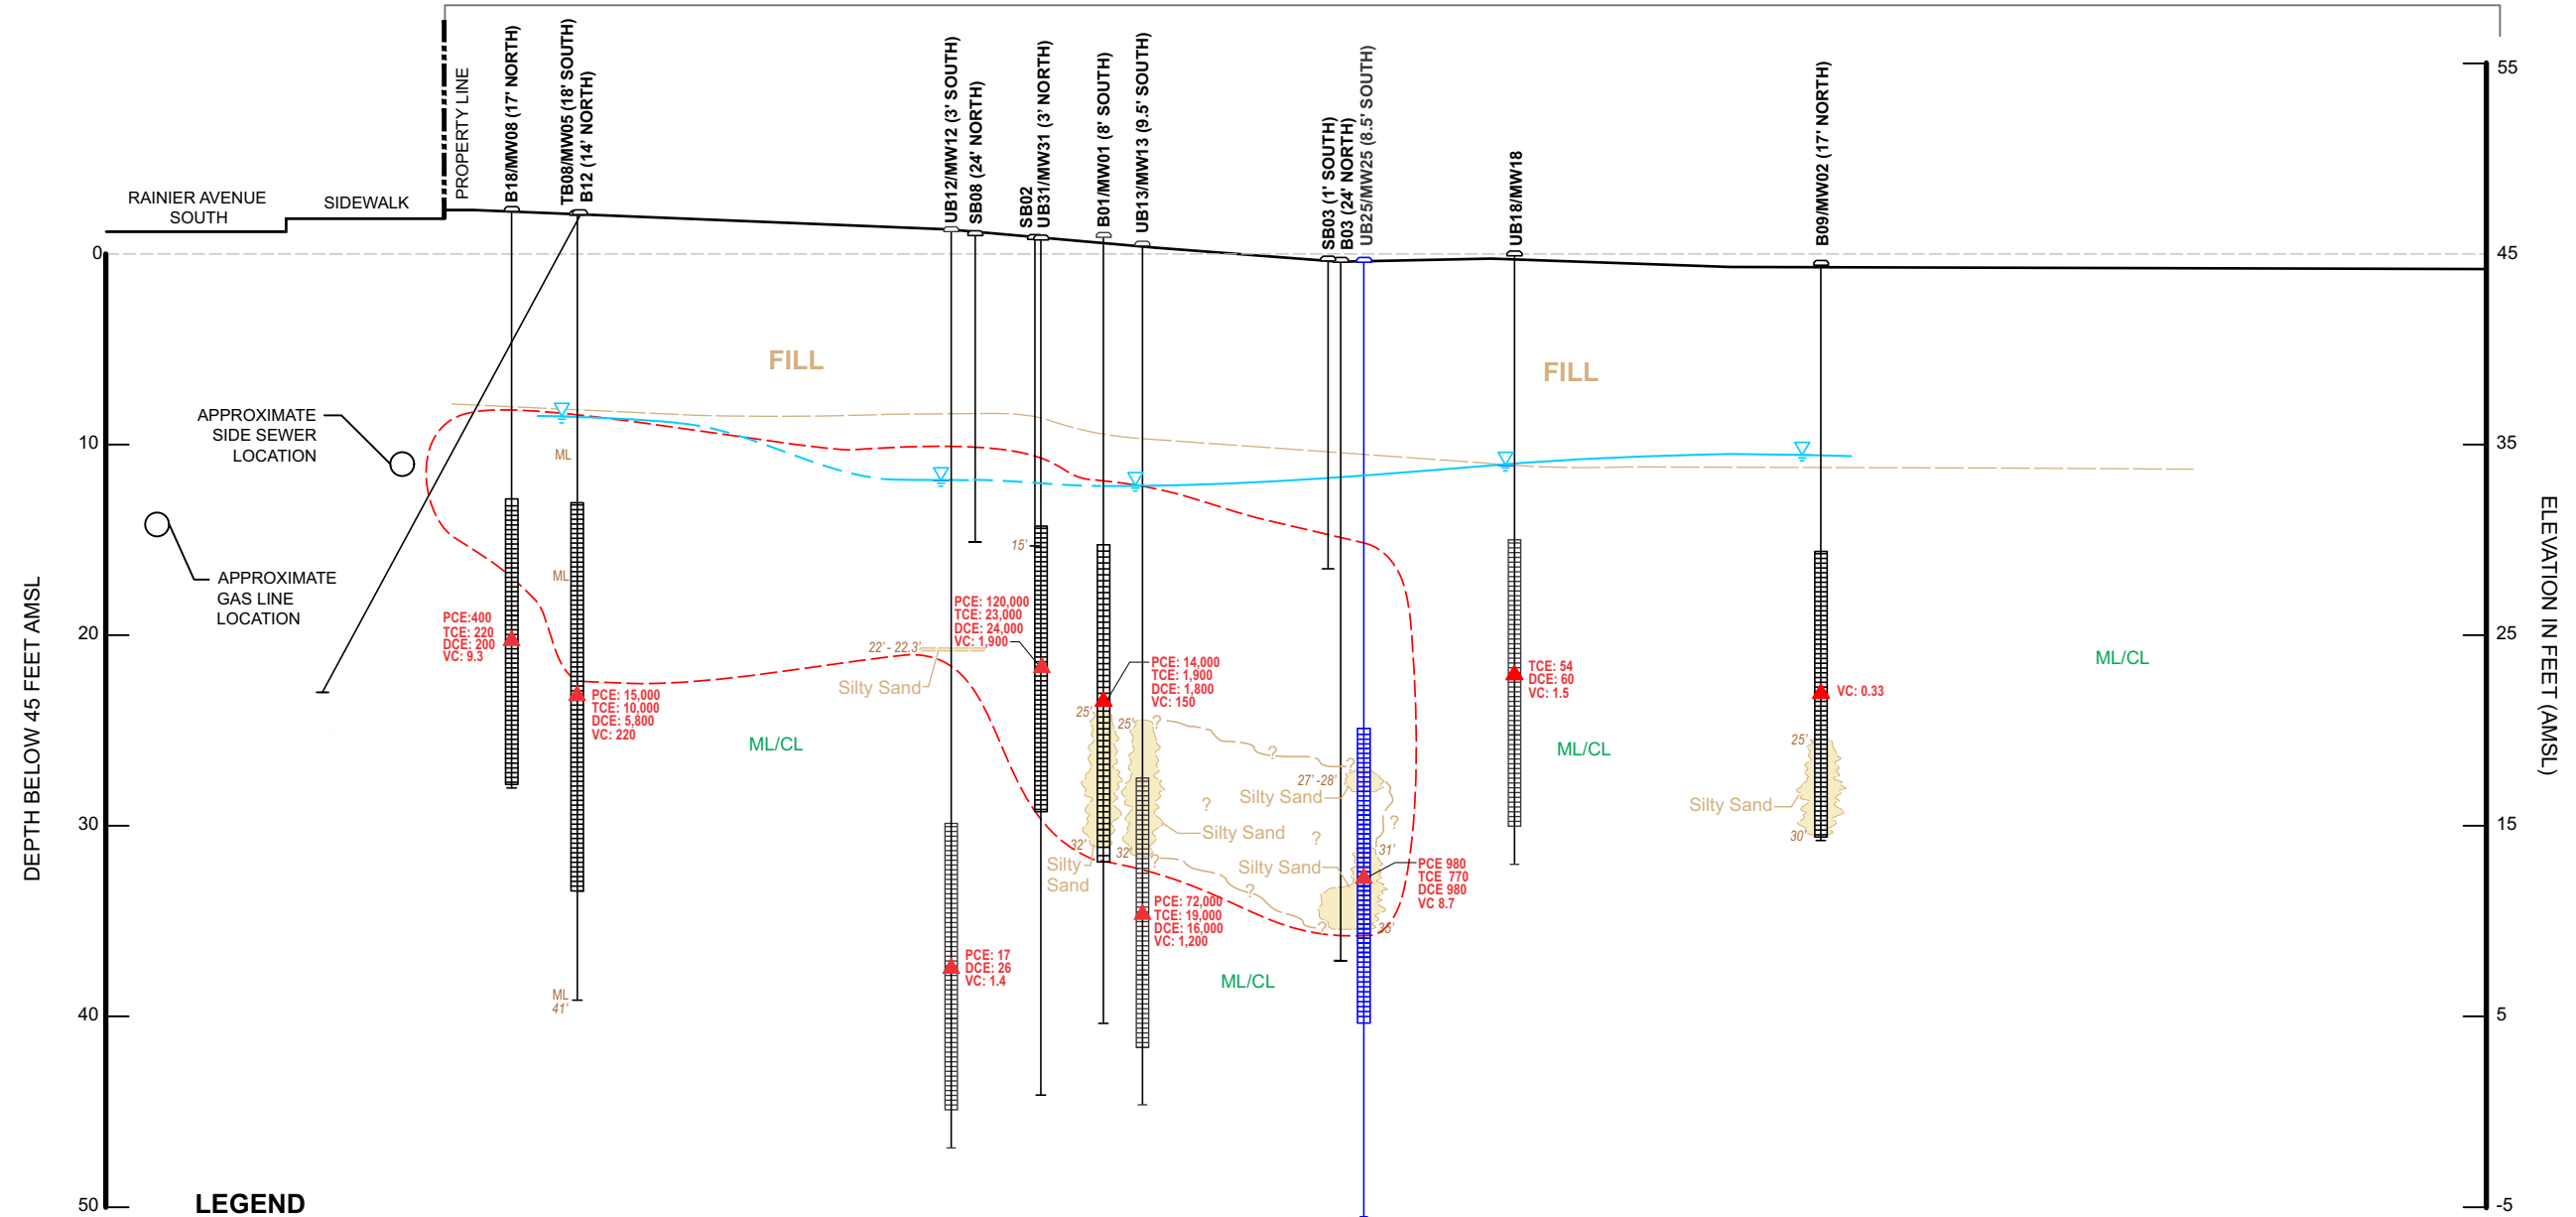 PROPERTY LINE
B18/MW08 (17' NORTH)
TB08/MW05 (18' SOUTH)
B12 (14' NORTH)
UB12/MW12 (3' SOUTH)
SB08 (24' NORTH)
SB02
UB31/MW31 (3' NORTH)
B01/MW01 (8' SOUTH)
UB13/MW13 (9.5' SOUTH)
SB03 (1' SOUTH)
B03 (24' NORTH)
UB25/MW25 (8.5' SOUTH)
UB18/MW18
B09/MW02 (17' NORTH)
RAINIER AVENUE
SOUTH
SIDEWALK
DEPTH BELOW 45 FEET AMSL
0
10
20
30
40
50
ELEVATION IN FEET (AMSL)
55
45
35
25
15
5
-5
FILL
FILL
APPROXIMATE
SIDE SEWER
LOCATION
APPROXIMATE
GAS LINE
LOCATION
ML
ML
ML
41'
PCE:400
TCE: 220
DCE: 200
VC: 9.3
PCE: 15,000
TCE: 10,000
DCE: 5,800
VC: 220
ML/CL
22' - 22.3'
Silty Sand
15'
PCE: 120,000
TCE: 23,000
DCE: 24,000
VC: 1,900
PCE: 17
DCE: 26
VC: 1.4
PCE: 14,000
TCE: 1,900
DCE: 1,800
VC: 150
25'
32'
Silty
Sand
25'
32'
?
?
?
?
?
?
?
?
?
Silty Sand
PCE: 72,000
TCE: 19,000
DCE: 16,000
VC: 1,200
ML/CL
27' -28'
Silty Sand
Silty Sand
31'
35'
PCE 980
TCE 770
DCE 980
VC 8.7
TCE: 54
DCE: 60
VC: 1.5
ML/CL
VC: 0.33
25'
Silty Sand
30'
ML/CL
LEGEND